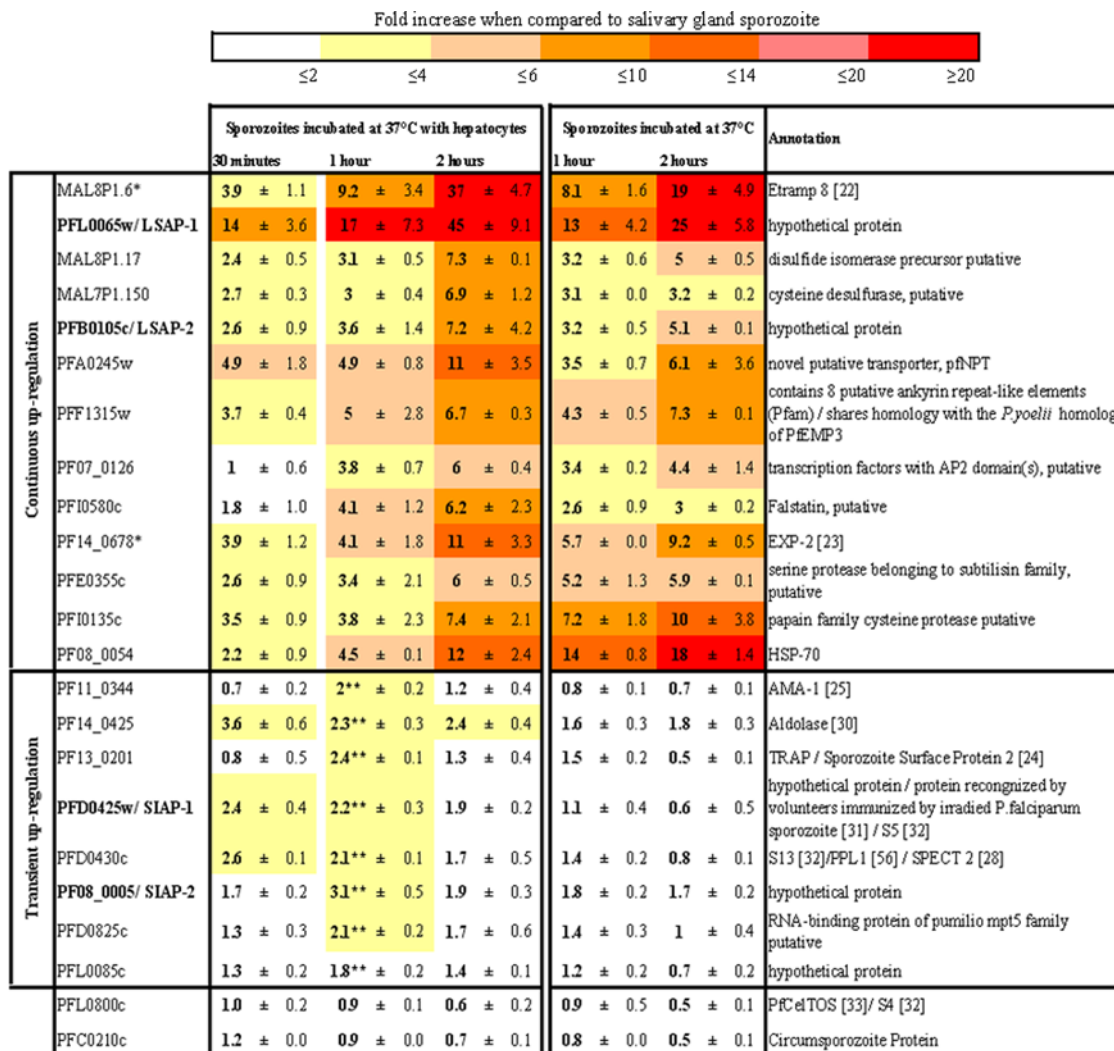 Fold increase when compared to salivary gland sporozoite
≤2 ≤4 ≤6 ≤10 ≤14 ≤20 ≥20
Sporozoites incubated at 37°C with hepatocytes Sporozoites incubated at 37°C Annotation
30 minutes 1 hour 2 hours 1 hour 2 hours
Continuous up-regulation
MAL8P1.6* 3.9 ± 1.1 9.2 ± 3.4 37 ± 4.7 8.1 ± 1.6 19 ± 4.9 Etramp 8 [22]
PFL0065w/ LSAP-1 14 ± 3.6 17 ± 7.3 45 ± 9.1 13 ± 4.2 25 ± 5.8 hypothetical protein
MAL8P1.17 2.4 ± 0.5 3.1 ± 0.5 7.3 ± 0.1 3.2 ± 0.6 5 ± 0.5 disulfide isomerase precursor putative
MAL7P1.150 2.7 ± 0.3 3 ± 0.4 6.9 ± 1.2 3.1 ± 0.0 3.2 ± 0.2 cysteine desulfurase, putative
PFB0105c/ LSAP-2 2.6 ± 0.9 3.6 ± 1.4 7.2 ± 4.2 3.2 ± 0.5 5.1 ± 0.1 hypothetical protein
PFA0245w 4.9 ± 1.8 4.9 ± 0.8 11 ± 3.5 3.5 ± 0.7 6.1 ± 3.6 novel putative transporter, pfNPT
PFF1315w 3.7 ± 0.4 5 ± 2.8 6.7 ± 0.3 4.3 ± 0.5 7.3 ± 0.1 contains 8 putative ankyrin repeat-like elements
(Pfam) / shares homology with the P.yoelii homolog
of PfEMP3
PF07_0126 1 ± 0.6 3.8 ± 0.7 6 ± 0.4 3.4 ± 0.2 4.4 ± 1.4 transcription factors with AP2 domain(s), putative
PFI0580c 1.8 ± 1.0 4.1 ± 1.2 6.2 ± 2.3 2.6 ± 0.9 3 ± 0.2 Falstatin, putative
PF14_0678* 3.9 ± 1.2 4.1 ± 1.8 11 ± 3.3 5.7 ± 0.0 9.2 ± 0.5 EXP-2 [23]
PFE0355c 2.6 ± 0.9 3.4 ± 2.1 6 ± 0.5 5.2 ± 1.3 5.9 ± 0.1 serine protease belonging to subtilisin family,
putative
PFI0135c 3.5 ± 0.9 3.8 ± 2.3 7.4 ± 2.1 7.2 ± 1.8 10 ± 3.8 papain family cysteine protease putative
PF08_0054 2.2 ± 0.9 4.5 ± 0.1 12 ± 2.4 14 ± 0.8 18 ± 1.4 HSP-70
Transient up-regulation
PF11_0344 0.7 ± 0.2 2** ± 0.2 1.2 ± 0.4 0.8 ± 0.1 0.7 ± 0.1 AMA-1 [25]
PF14_0425 3.6 ± 0.6 2.3** ± 0.3 2.4 ± 0.4 1.6 ± 0.3 1.8 ± 0.3 Aldolase [30]
PF13_0201 0.8 ± 0.5 2.4** ± 0.1 1.3 ± 0.4 1.5 ± 0.2 0.5 ± 0.1 TRAP / Sporozoite Surface Protein 2 [24]
PFD0425w/ SIAP-1 2.4 ± 0.4 2.2** ± 0.3 1.9 ± 0.2 1.1 ± 0.4 0.6 ± 0.5 hypothetical protein / protein recongnized by
volunteers immunized by irradied P.falciparum
sporozoite [31] / S5 [32]
PFD0430c 2.6 ± 0.1 2.1** ± 0.1 1.7 ± 0.5 1.4 ± 0.2 0.8 ± 0.1 S13 [32]/PPL1 [56] / SPECT 2 [28]
PF08_0005/ SIAP-2 1.7 ± 0.2 3.1** ± 0.5 1.9 ± 0.3 1.8 ± 0.2 1.7 ± 0.2 hypothetical protein
PFD0825c 1.3 ± 0.3 2.1** ± 0.2 1.7 ± 0.6 1.4 ± 0.3 1 ± 0.4 RNA-binding protein of pumilio mpt5 family
putative
PFL0085c 1.3 ± 0.2 1.8** ± 0.2 1.4 ± 0.1 1.2 ± 0.2 0.7 ± 0.2 hypothetical protein
PFL0800c 1.0 ± 0.2 0.9 ± 0.1 0.6 ± 0.2 0.9 ± 0.5 0.5 ± 0.1 PfCelTOS [33]/ S4 [32]
PFC0210c 1.2 ± 0.0 0.9 ± 0.0 0.7 ± 0.1 0.8 ± 0.0 0.5 ± 0.1 Circumsporozoite Protein